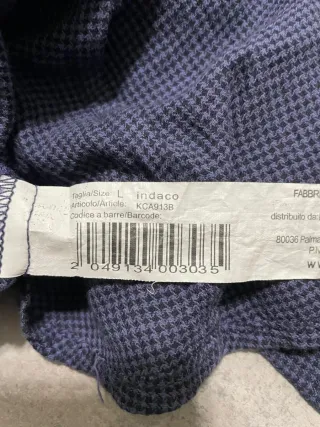 Taglia/Size: L indaco
Articolo/Article: KCA913B
Codice a barre/Barcode:
2 049134 003035
FABBR
distribuito da:
80036 Palma
P.I